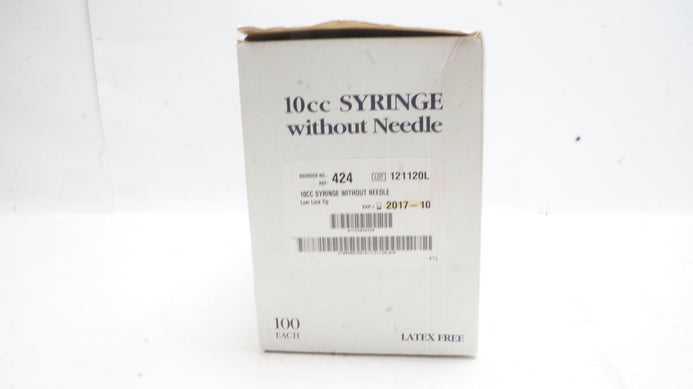 10cc SYRINGE
without Needle
REORDER NO.: REF: 424 LOT 121120L
10CC SYRINGE WITHOUT NEEDLE
Luer Lock Tip
EXP./ 2017-10
471
100
EACH
LATEX FREE